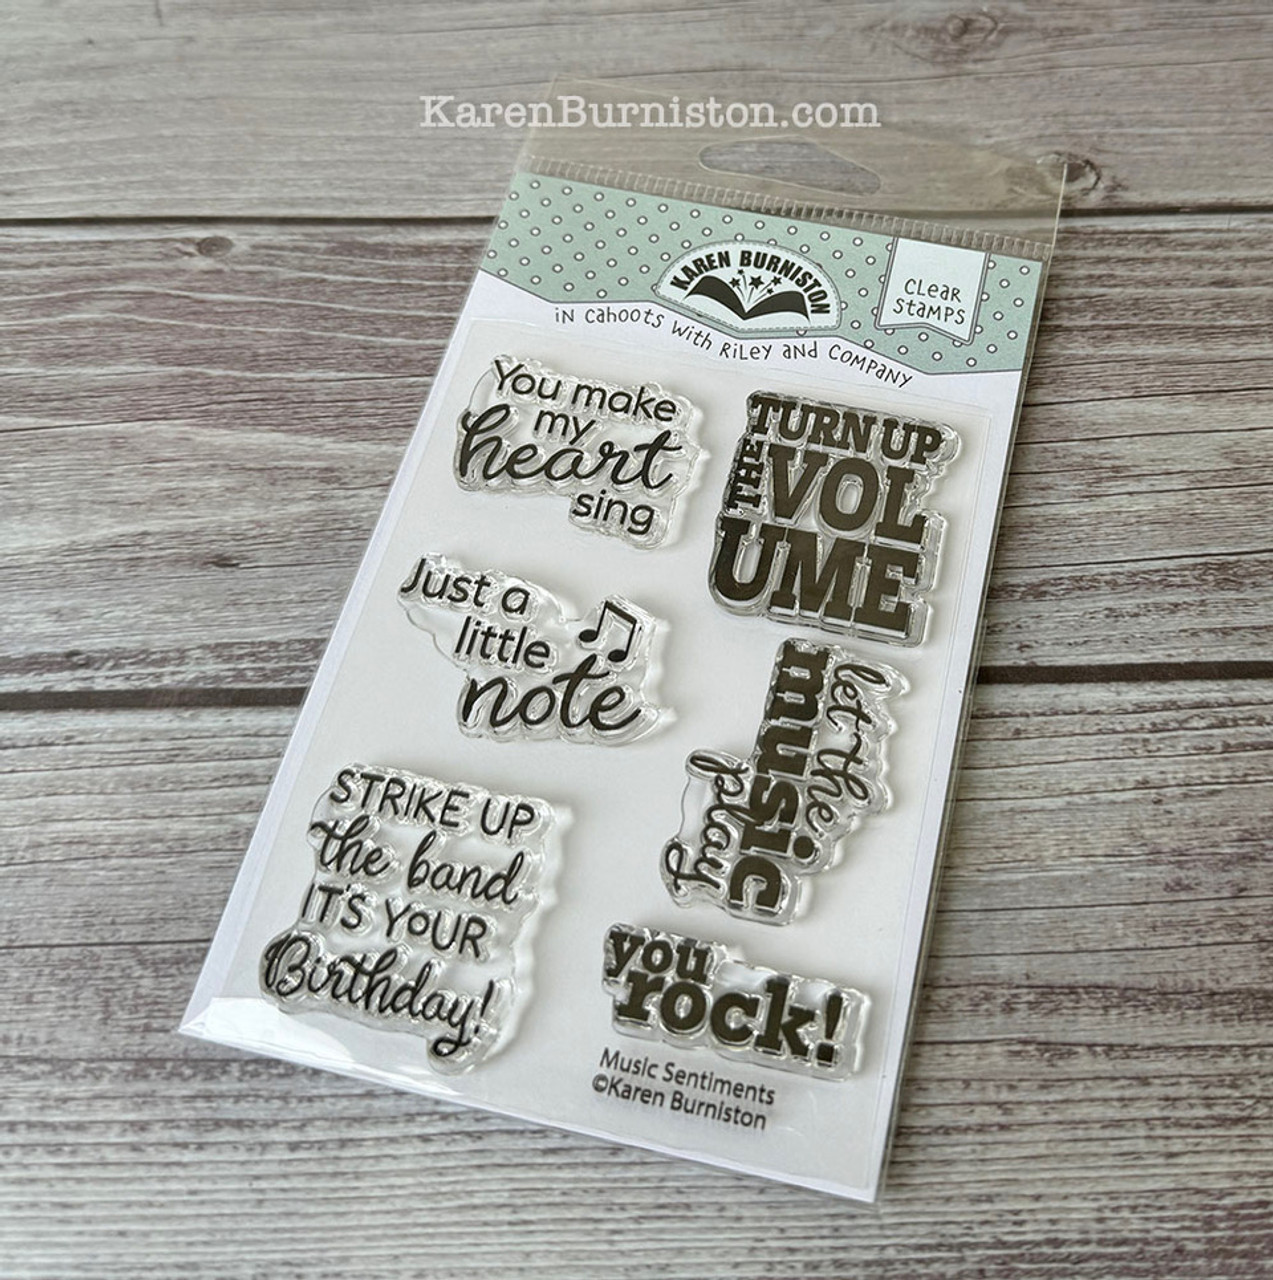 KarenBurniston.com
KAREN BURNISTON
CLEAR
STAMPS
iN CaHOOTS WiTH RiLEY AND COMPANY
You make
my
heart
sing
TURN UP
THE
VOL
UME
Just a
little
note
let the
music
play
STRIKE UP
the band
IT'S YOUR
Birthday!
you
rock!
Music Sentiments
©Karen Burniston